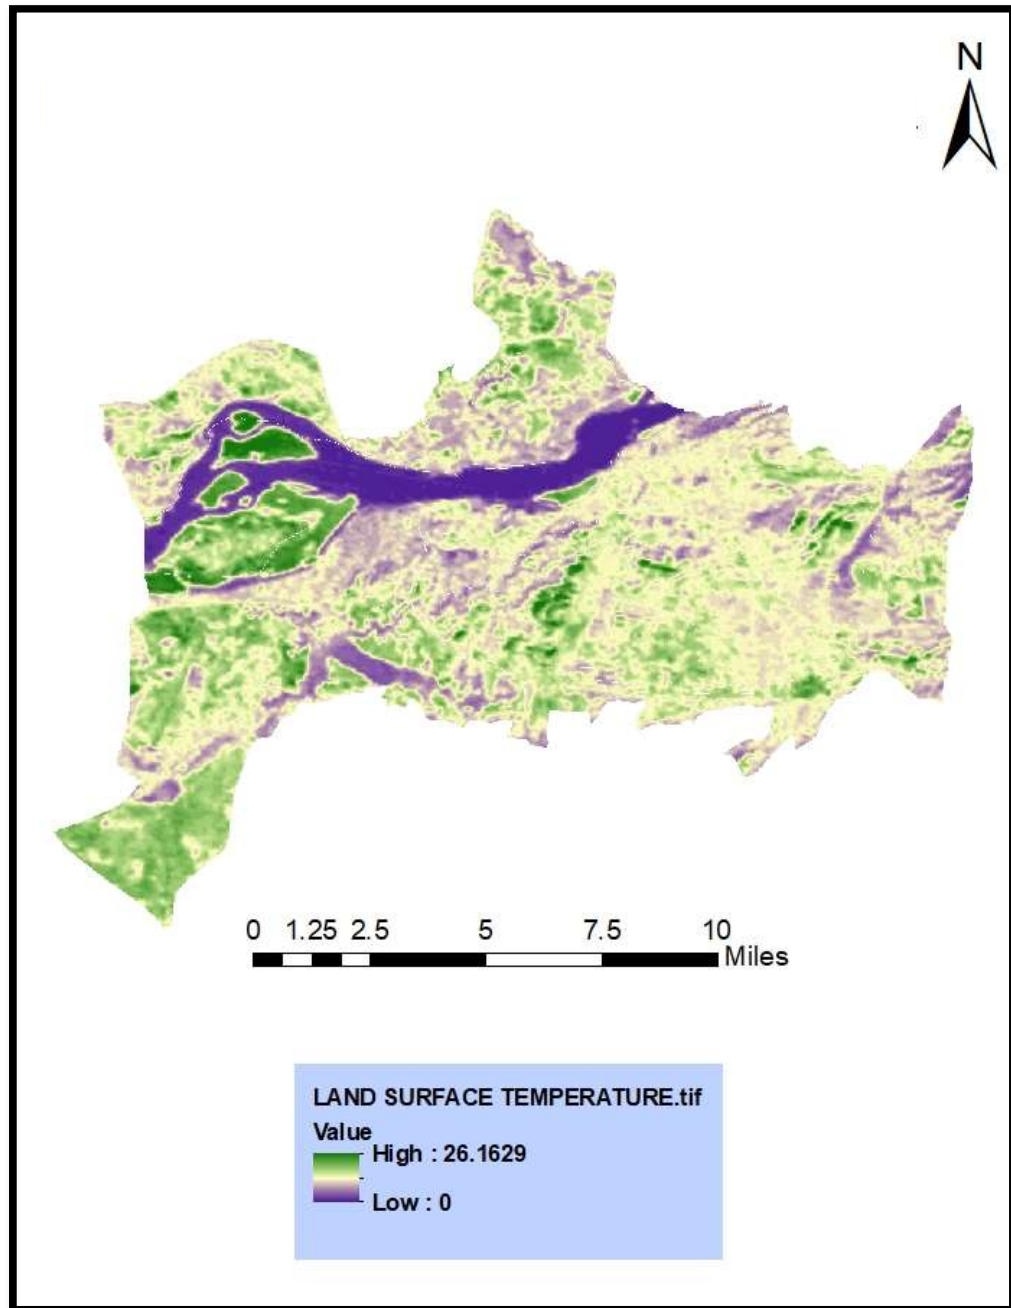 N
0 1.25 2.5 5 7.5 10
Miles
LAND SURFACE TEMPERATURE.tif
Value
High : 26.1629
Low : 0